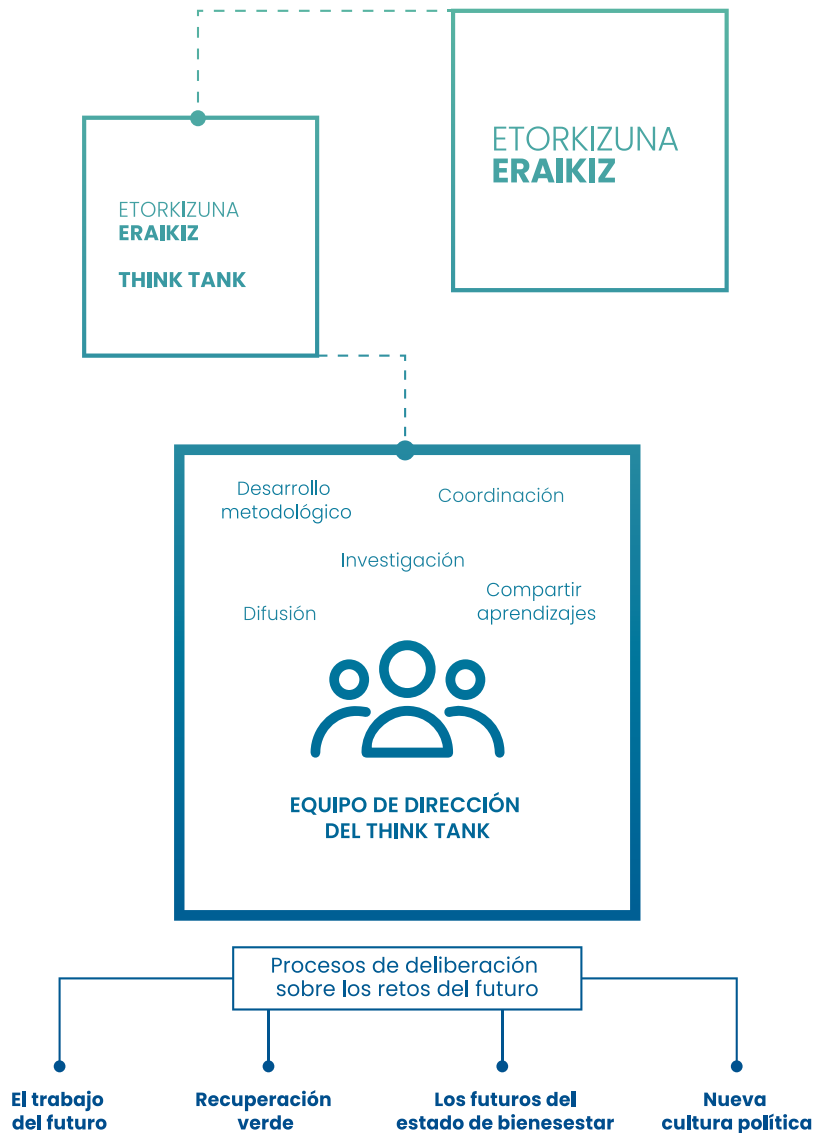 ETORKIZUNA
ERAIKIZ
ETORKIZUNA
ERAIKIZ
THINK TANK
Desarrollo
metodológico
Coordinación
Investigación
Compartir
aprendizajes
Difusión
EQUIPO DE DIRECCIÓN
DEL THINK TANK
Procesos de deliberación
sobre los retos del futuro
El trabajo
del futuro
Recuperación
verde
Los futuros del
estado de bienesestar
Nueva
cultura política